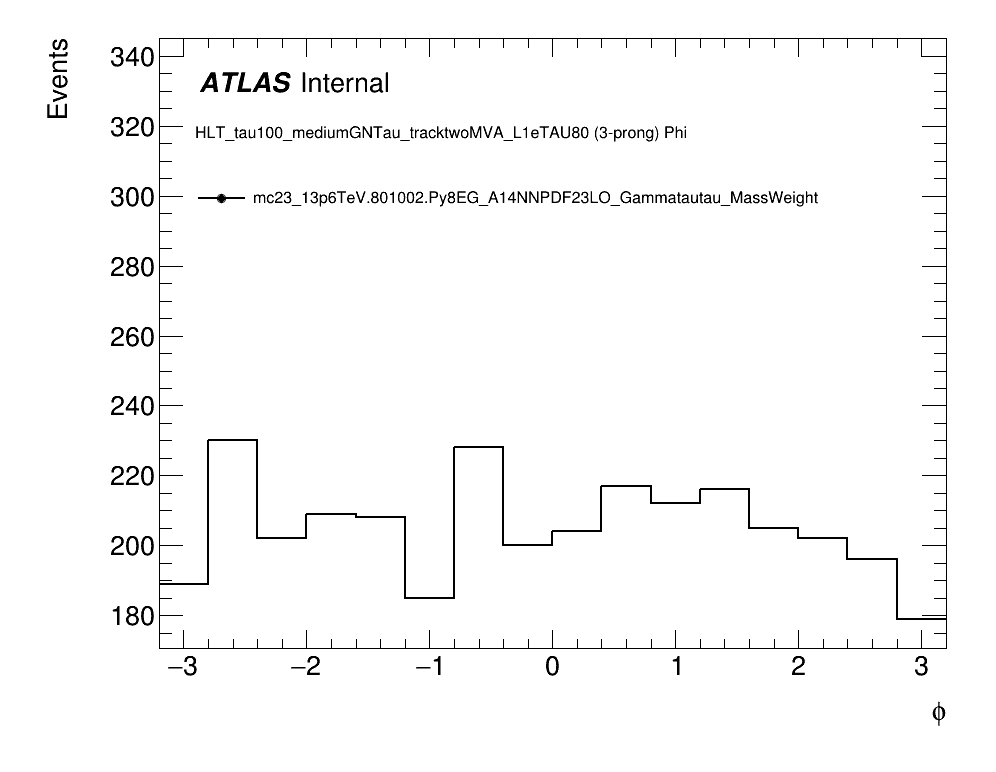 Events
340
320
300
280
260
240
220
200
180
ATLAS Internal
HLT_tau100_mediumGNTau_tracktwoMVA_L1eTAU80 (3-prong) Phi
mc23_13p6TeV.801002.Py8EG_A14NNPDF23LO_Gammatautau_MassWeight
−3 −2 −1 0 1 2 3
ϕ